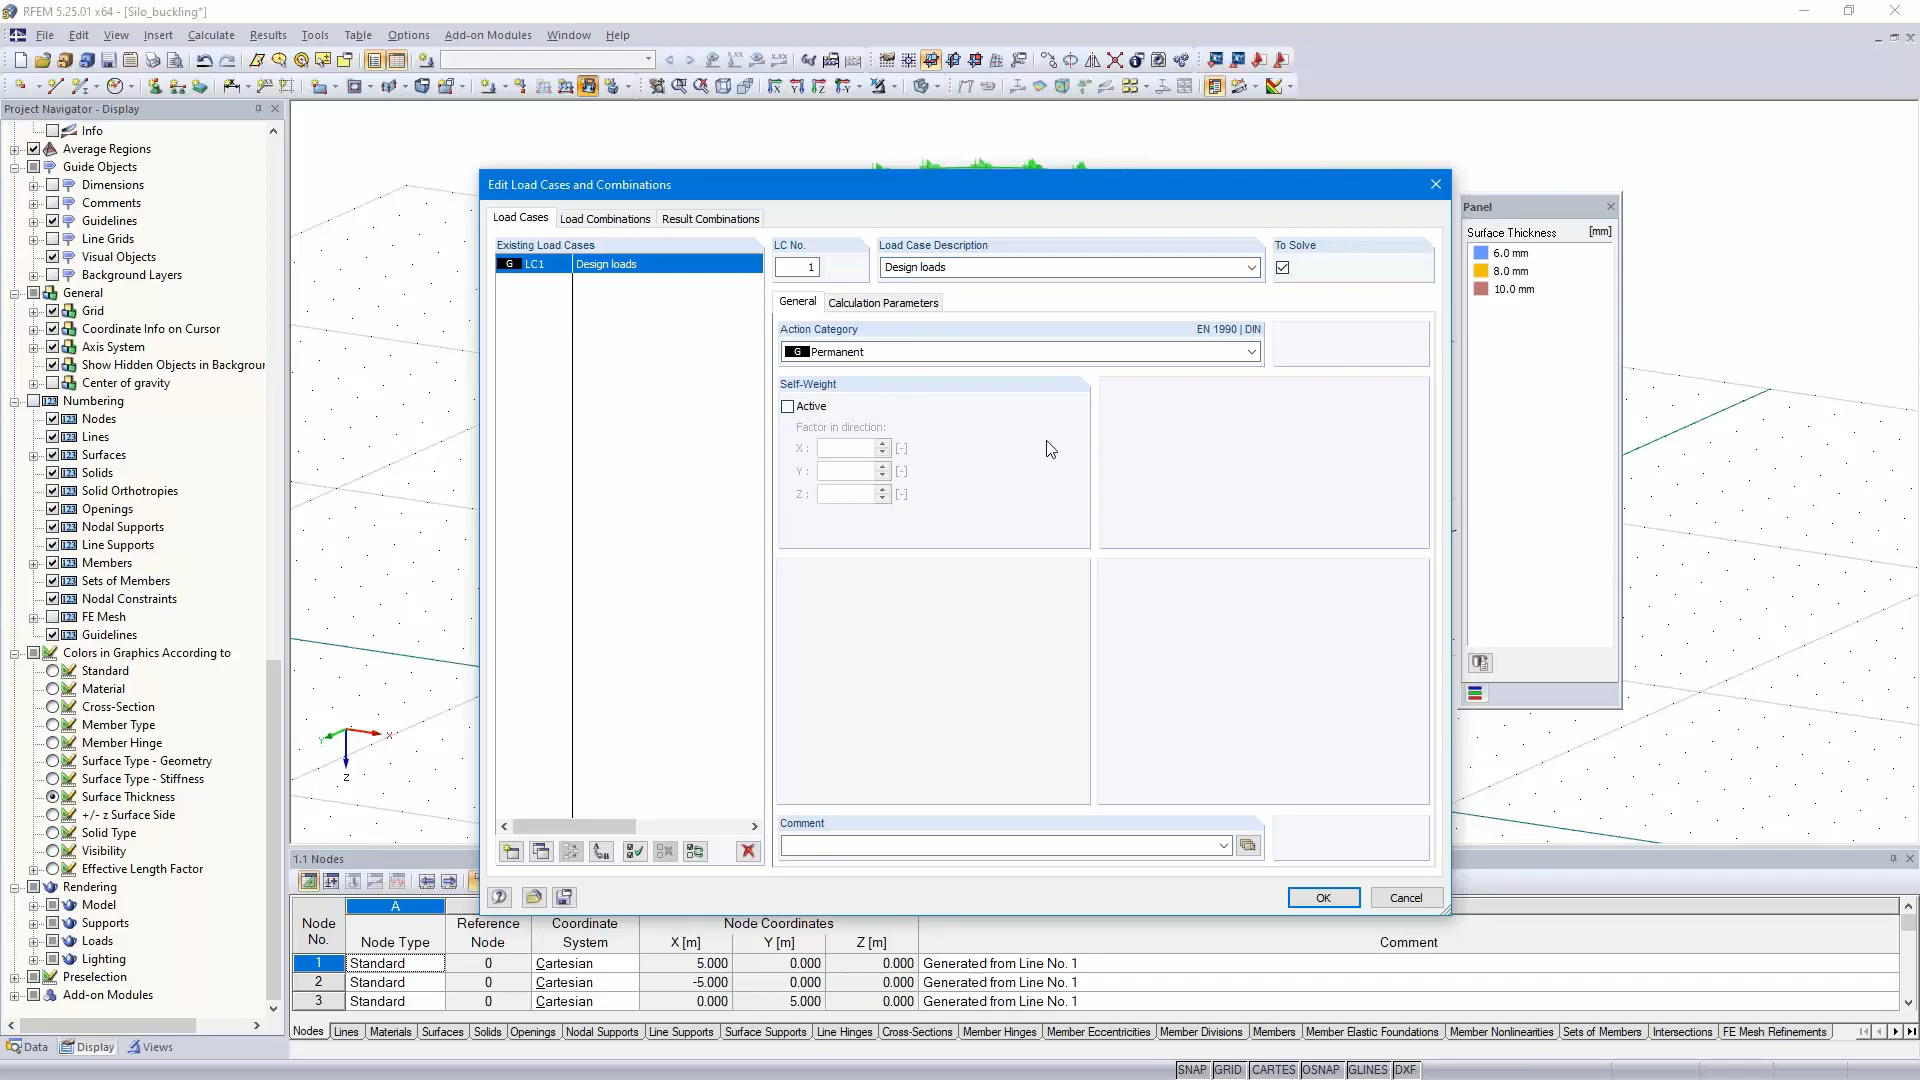 RFEM 5.25.01 x64 - [Silo_buckling*]
File Edit View Insert Calculate Results Tools Table Options Add-on Modules Window Help
Project Navigator - Display
Info
Average Regions
Guide Objects
Dimensions
Comments
Guidelines
Line Grids
Visual Objects
Background Layers
General
Grid
Coordinate Info on Cursor
Axis System
Show Hidden Objects in Backgrour
Center of gravity
Numbering
Nodes
Lines
Surfaces
Solids
Solid Orthotropies
Openings
Nodal Supports
Line Supports
Members
Sets of Members
Nodal Constraints
FE Mesh
Guidelines
Colors in Graphics According to
Standard
Material
Cross-Section
Member Type
Member Hinge
Surface Type - Geometry
Surface Type - Stiffness
Surface Thickness
+/- z Surface Side
Solid Type
Visibility
Effective Length Factor
Rendering
Model
Supports
Loads
Lighting
Preselection
Add-on Modules
Data Display Views
Y X Z
Edit Load Cases and Combinations
Load Cases Load Combinations Result Combinations
Existing Load Cases
G LC1 Design loads
LC No.
1
Load Case Description
Design loads
To Solve
General Calculation Parameters
Action Category EN 1990 | DIN
G Permanent
Self-Weight
Active
Factor in direction:
X : [-]
Y : [-]
Z : [-]
Comment
OK Cancel
Panel
Surface Thickness [mm]
6.0 mm
8.0 mm
10.0 mm
1.1 Nodes
A
Node No. Node Type Reference Node Coordinate System Node Coordinates X [m] Y [m] Z [m] Comment
1 Standard 0 Cartesian 5.000 0.000 0.000 Generated from Line No. 1
2 Standard 0 Cartesian -5.000 0.000 0.000 Generated from Line No. 1
3 Standard 0 Cartesian 0.000 5.000 0.000 Generated from Line No. 1
Nodes Lines Materials Surfaces Solids Openings Nodal Supports Line Supports Surface Supports Line Hinges Cross-Sections Member Hinges Member Eccentricities Member Divisions Members Member Elastic Foundations Member Nonlinearities Sets of Members Intersections FE Mesh Refinements
SNAP GRID CARTES OSNAP GLINES DXF